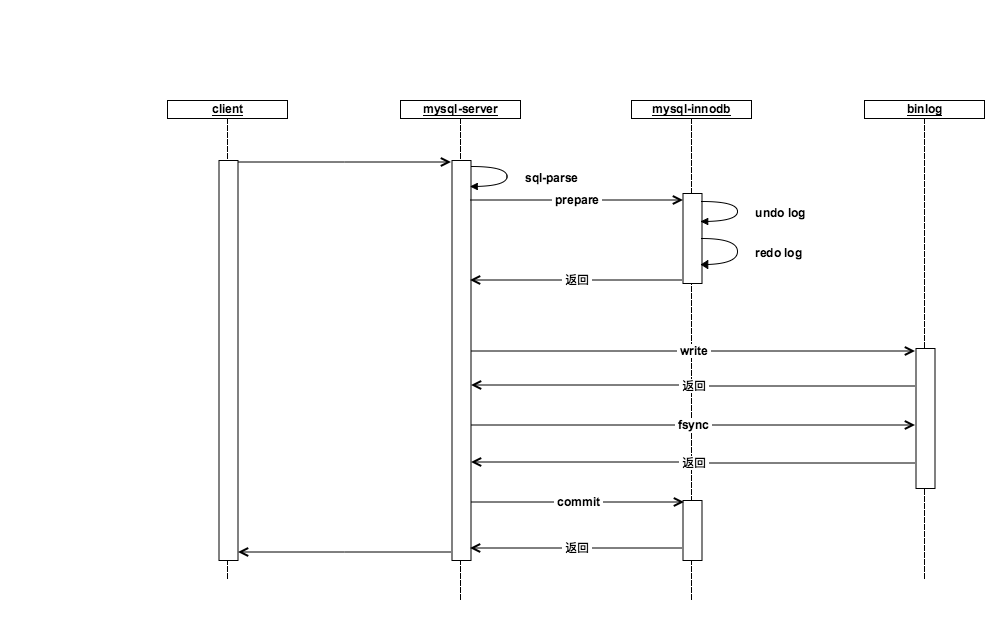 client
mysql-server
mysql-innodb
binlog
sql-parse
prepare
undo log
redo log
返回
write
返回
fsync
返回
commit
返回